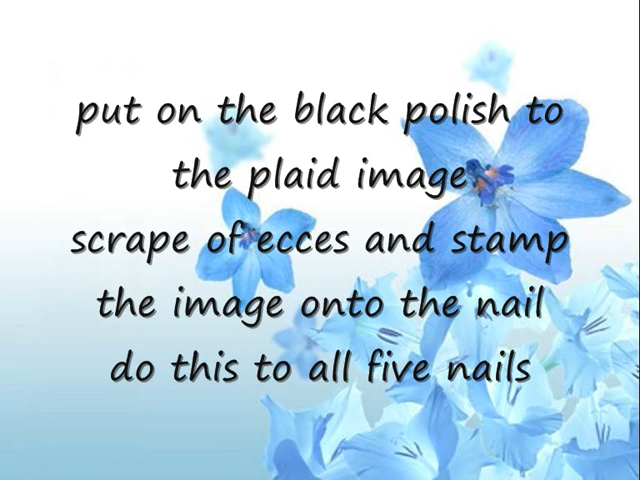 put on the black polish to
the plaid image
scrape of ecces and stamp
the image onto the nail
do this to all five nails